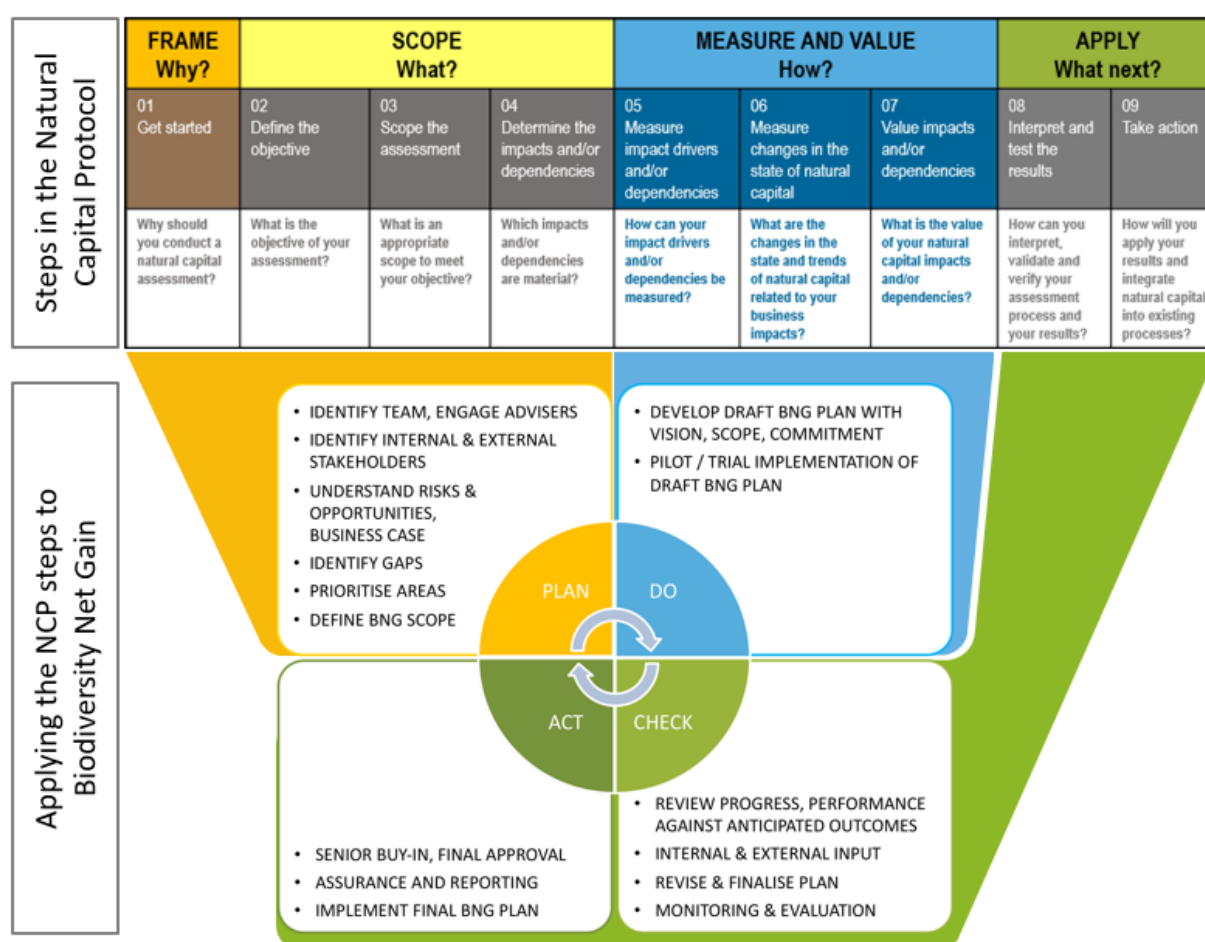 Steps in the Natural
Capital Protocol
FRAME
Why?
SCOPE
What?
MEASURE AND VALUE
How?
APPLY
What next?
01
Get started
02
Define the
objective
03
Scope the
assessment
04
Determine the
impacts and/or
dependencies
05
Measure
impact drivers
and/or
dependencies
06
Measure
changes in the
state of natural
capital
07
Value impacts
and/or
dependencies
08
Interpret and
test the
results
09
Take action
Why should
you conduct a
natural capital
assessment?
What is the
objective of your
assessment?
What is an
appropriate
scope to meet
your objective?
Which impacts
and/or
dependencies
are material?
How can your
impact drivers
and/or
dependencies be
measured?
What are the
changes in the
state and trends
of natural capital
related to your
business
impacts?
What is the value
of your natural
capital impacts
and/or
dependencies?
How can you
interpret,
validate and
verify your
assessment
process and
your results?
How will you
apply your
results and
integrate
natural capital
into existing
processes?
Applying the NCP steps to
Biodiversity Net Gain
• IDENTIFY TEAM, ENGAGE ADVISERS
• IDENTIFY INTERNAL & EXTERNAL
STAKEHOLDERS
• UNDERSTAND RISKS &
OPPORTUNITIES,
BUSINESS CASE
• IDENTIFY GAPS
• PRIORITISE AREAS
• DEFINE BNG SCOPE
• DEVELOP DRAFT BNG PLAN WITH
VISION, SCOPE, COMMITMENT
• PILOT / TRIAL IMPLEMENTATION OF
DRAFT BNG PLAN
PLAN
DO
ACT
CHECK
• SENIOR BUY-IN, FINAL APPROVAL
• ASSURANCE AND REPORTING
• IMPLEMENT FINAL BNG PLAN
• REVIEW PROGRESS, PERFORMANCE
AGAINST ANTICIPATED OUTCOMES
• INTERNAL & EXTERNAL INPUT
• REVISE & FINALISE PLAN
• MONITORING & EVALUATION